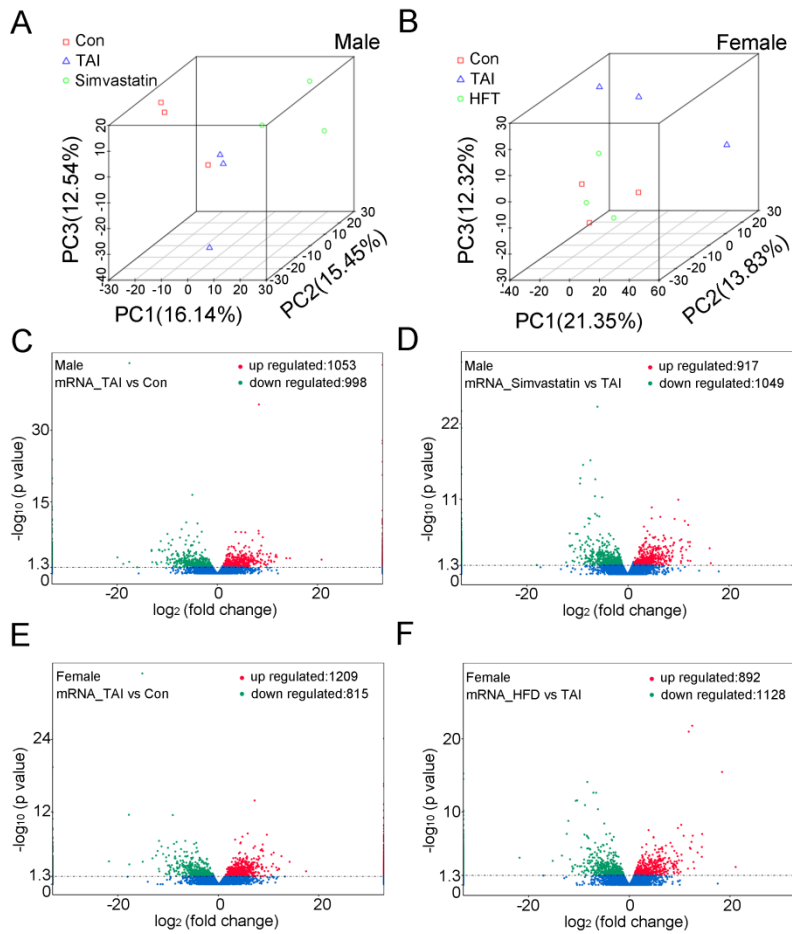 A
Male
Con
TAI
Simvastatin
PC3(12.54%)
20
10
0
-10
-20
-30
-40
-30 -20 -10 0 10 20 30
PC1(16.14%)
-30
-20
-10
0
10
20
30
PC2(15.45%)
B
Female
Con
TAI
HFT
PC3(12.32%)
30
20
10
0
-10
-20
-30
-40 -20 0 20 40 60
PC1(21.35%)
-30
-20
-10
0
10
20
30
PC2(13.83%)
C
Male
mRNA_TAI vs Con
up regulated:1053
down regulated:998
-log10 (p value)
30
15
1.3
0
-20 0 20
log2 (fold change)
D
Male
mRNA_Simvastatin vs TAI
up regulated:917
down regulated:1049
-log10 (p value)
22
11
1.3
0
-20 0 20
log2 (fold change)
E
Female
mRNA_TAI vs Con
up regulated:1209
down regulated:815
-log10 (p value)
24
12
1.3
0
-20 0 20
log2 (fold change)
F
Female
mRNA_HFD vs TAI
up regulated:892
down regulated:1128
-log10 (p value)
20
10
1.3
0
-20 0 20
log2 (fold change)